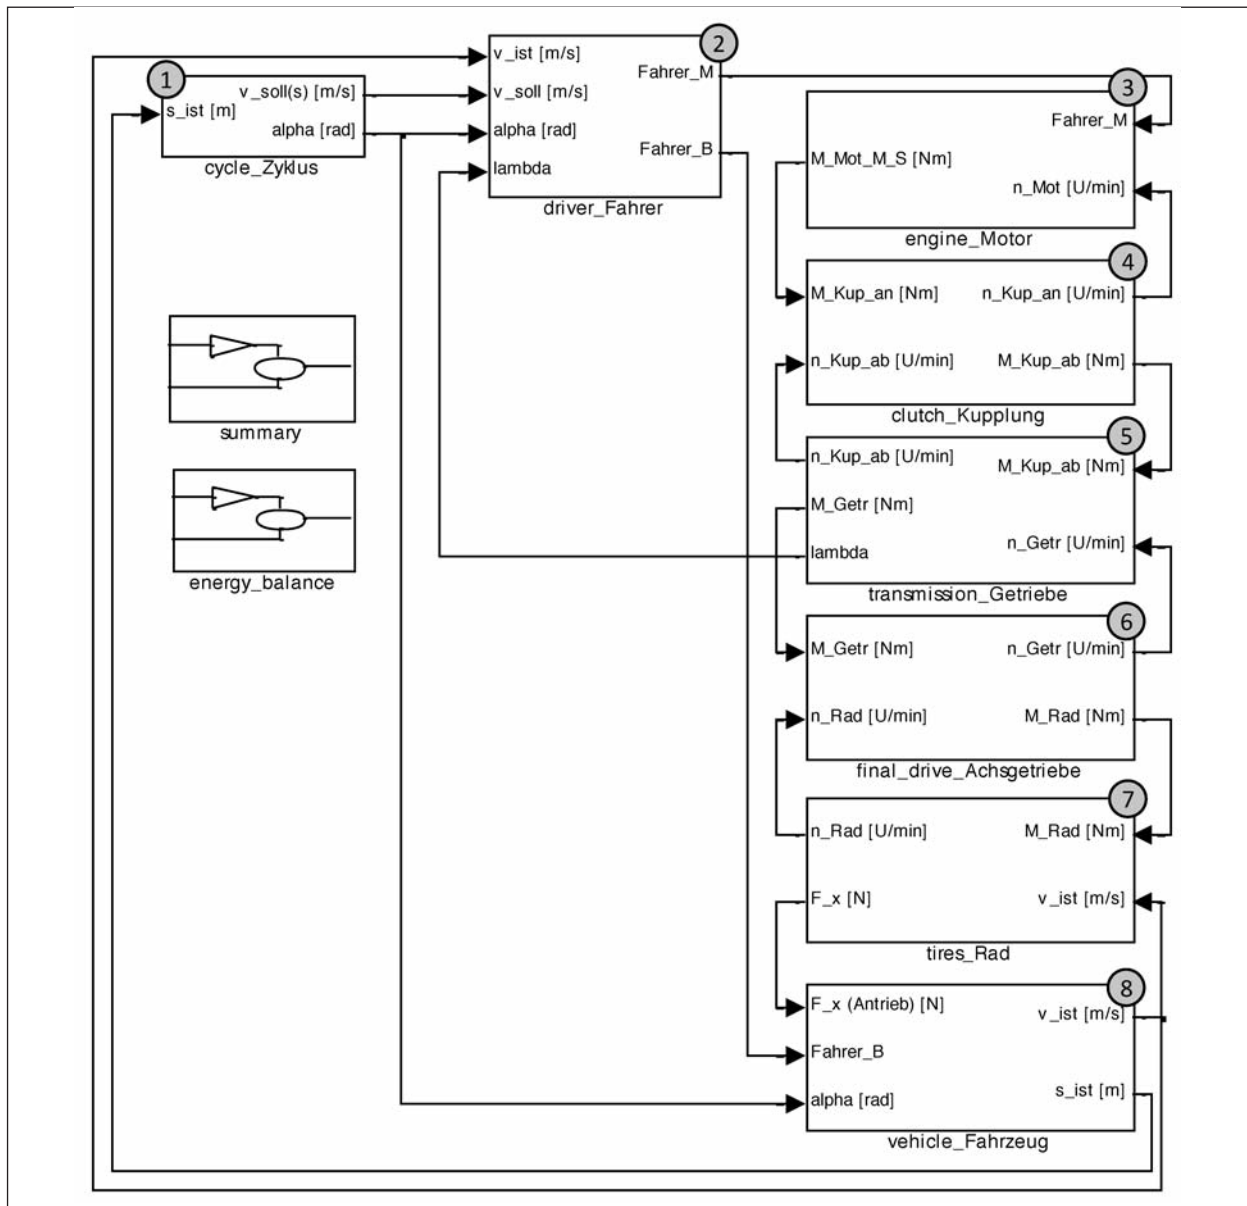 1
s_ist [m]
v_soll(s) [m/s]
alpha [rad]
cycle_Zyklus
2
v_ist [m/s]
v_soll [m/s]
alpha [rad]
lambda
Fahrer_M
Fahrer_B
driver_Fahrer
3
Fahrer_M
M_Mot_M_S [Nm]
n_Mot [U/min]
engine_Motor
4
M_Kup_an [Nm] n_Kup_an [U/min]
n_Kup_ab [U/min] M_Kup_ab [Nm]
clutch_Kupplung
5
n_Kup_ab [U/min]
M_Kup_ab [Nm]
M_Getr [Nm]
n_Getr [U/min]
lambda
transmission_Getriebe
6
M_Getr [Nm] n_Getr [U/min]
n_Rad [U/min] M_Rad [Nm]
final_drive_Achsgetriebe
7
n_Rad [U/min] M_Rad [Nm]
F_x [N] v_ist [m/s]
tires_Rad
8
F_x (Antrieb) [N]
v_ist [m/s]
Fahrer_B
s_ist [m]
alpha [rad]
vehicle_Fahrzeug
summary
energy_balance